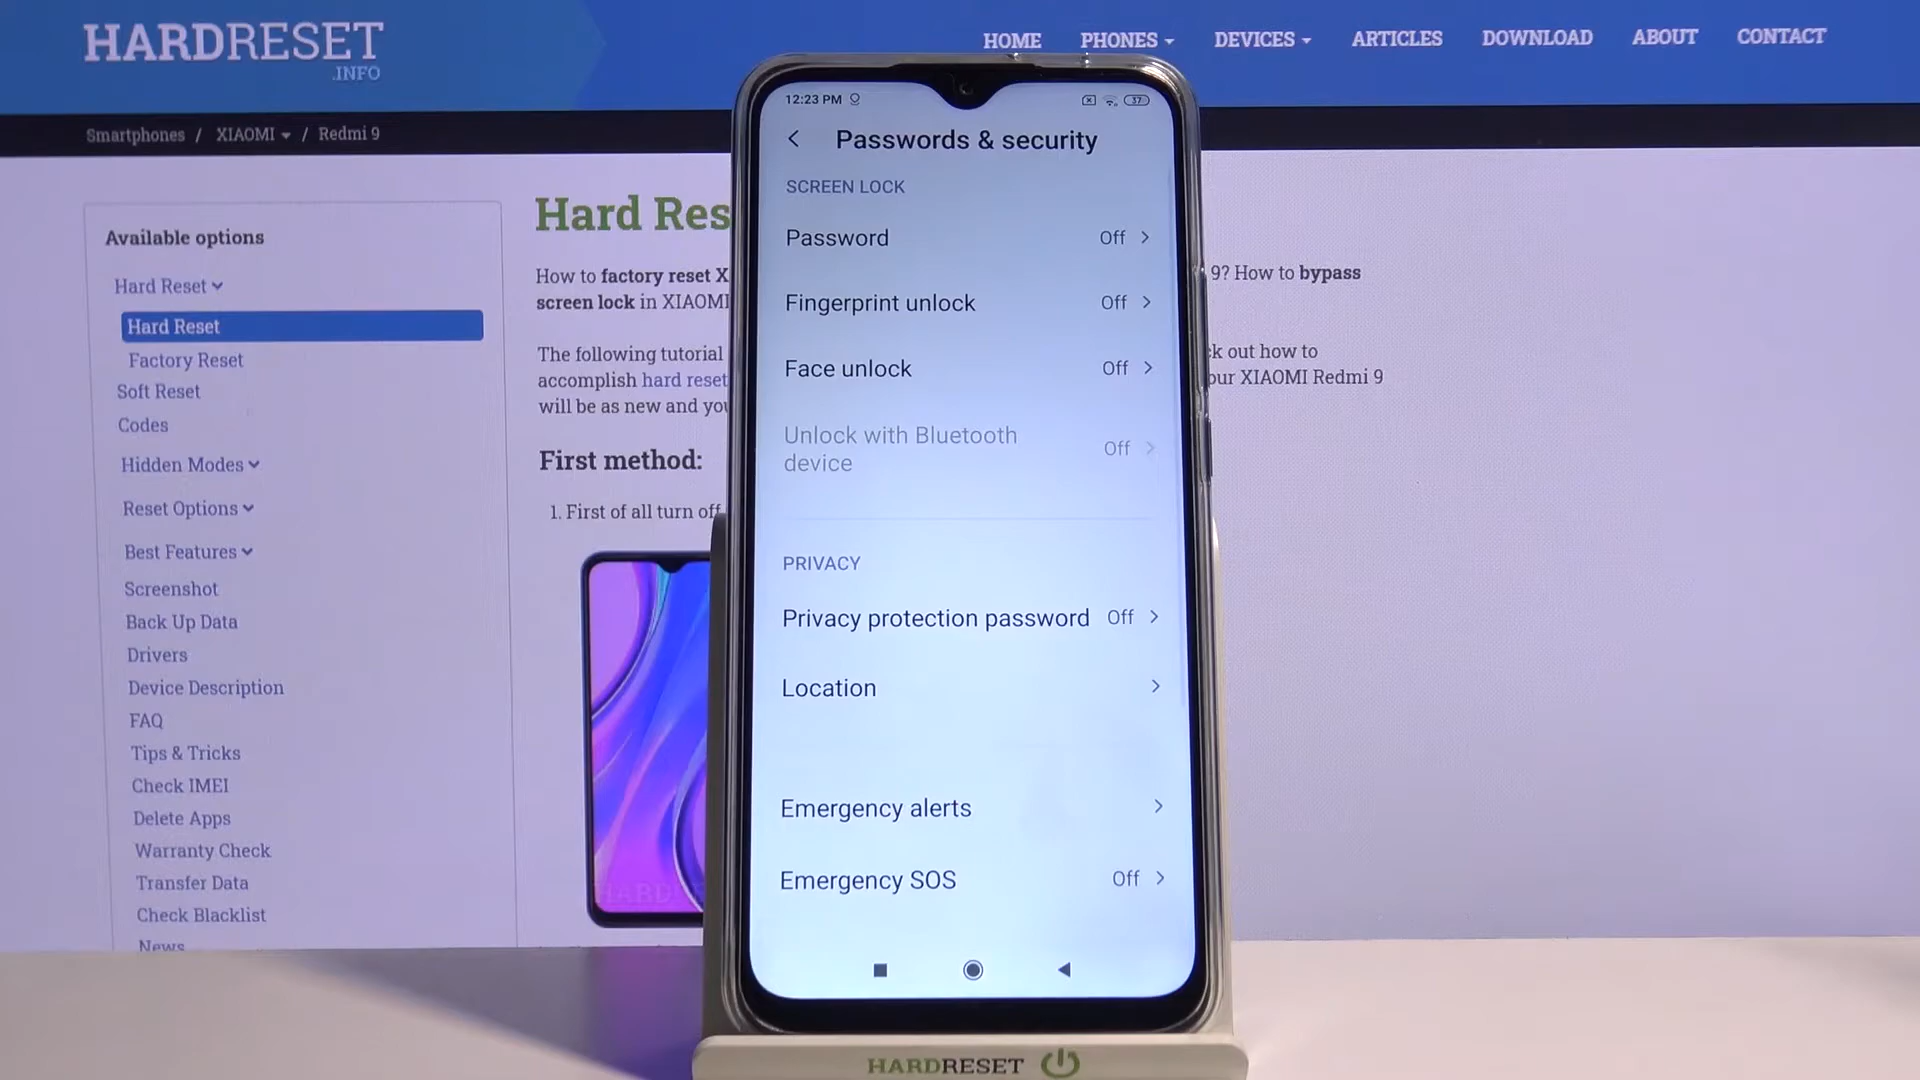 HARDRESET
.INFO
HOME PHONES DEVICES ARTICLES DOWNLOAD ABOUT CONTACT
Smartphones / XIAOMI / Redmi 9
Available options
Hard Reset
Hard Reset
Factory Reset
Soft Reset
Codes
Hidden Modes
Reset Options
Best Features
Screenshot
Back Up Data
Drivers
Device Description
FAQ
Tips & Tricks
Check IMEI
Delete Apps
Warranty Check
Transfer Data
Check Blacklist
News
Hard Res
How to factory reset X
9? How to bypass
screen lock in XIAOMI
The following tutorial
k out how to
accomplish hard reset
our XIAOMI Redmi 9
will be as new and you
First method:
1. First of all turn off
12:23 PM
37
Passwords & security
SCREEN LOCK
Password Off
Fingerprint unlock Off
Face unlock Off
Unlock with Bluetooth
device Off
PRIVACY
Privacy protection password Off
Location
Emergency alerts
Emergency SOS Off
HARDRESET